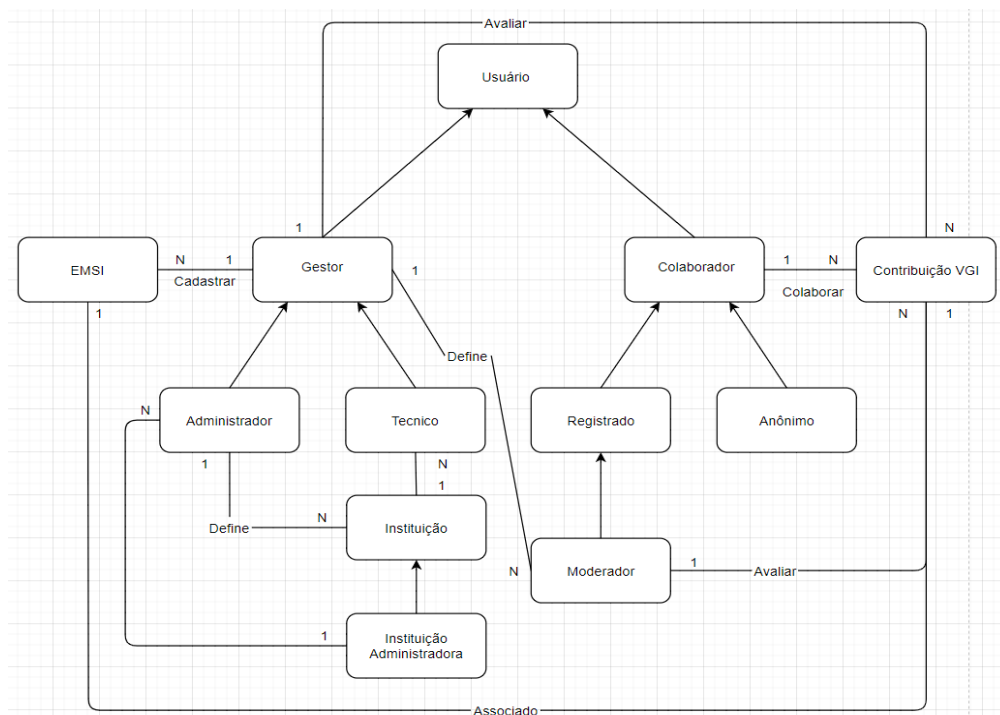 Avaliar
Usuário
1
N
EMSI
N
1
Cadastrar
Gestor
1
Colaborador
1
N
Colaborar
Contribuição VGI
1
N
1
Define
N
Administrador
Tecnico
Registrado
Anônimo
1
N
1
Define
N
Instituição
N
Moderador
1
Avaliar
1
Instituição
Administradora
Associado